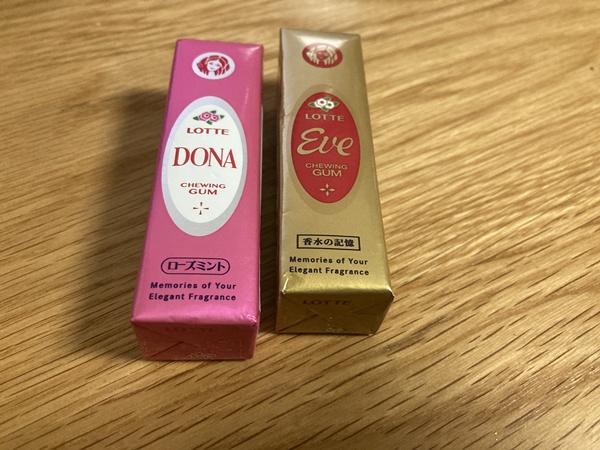 LOTTE
DONA
CHEWING
GUM
ローズミント
Memories of Your
Elegant Fragrance
LOTTE
LOTTE
Eve
CHEWING
GUM
香水の記憶
Memories of Your
Elegant Fragrance
LOTTE